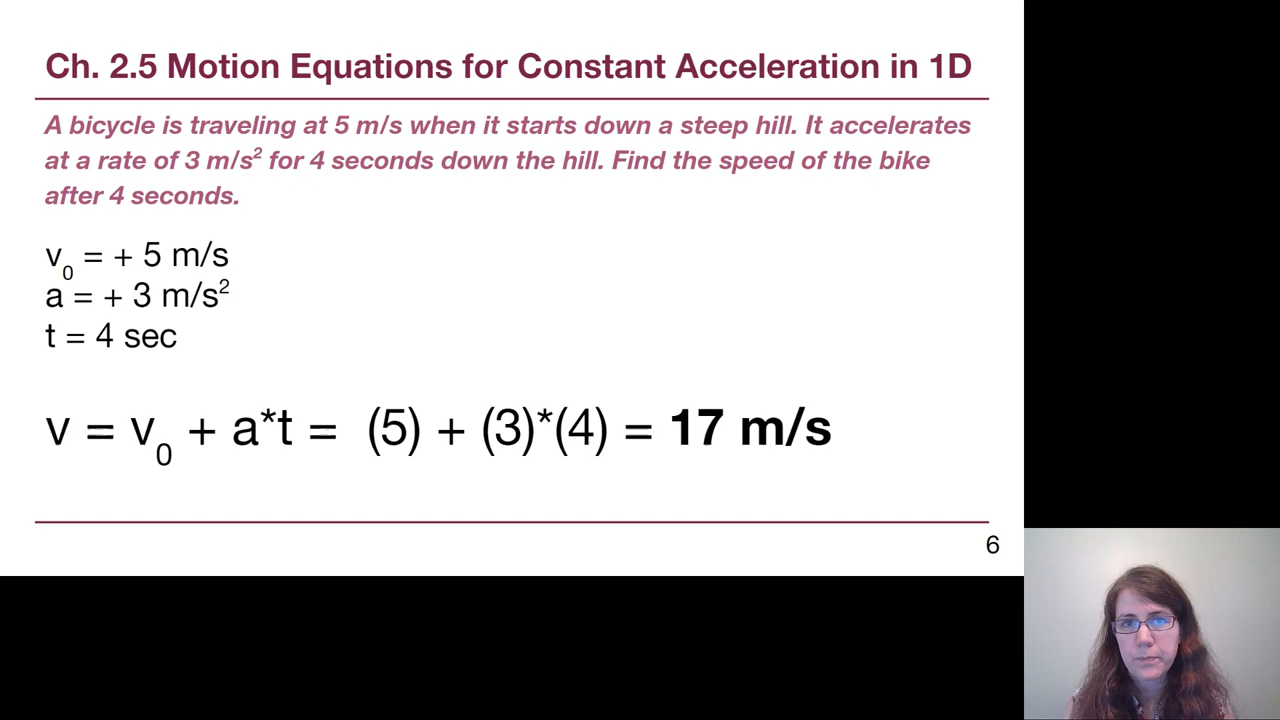 Ch. 2.5 Motion Equations for Constant Acceleration in 1D
A bicycle is traveling at 5 m/s when it starts down a steep hill. It accelerates
at a rate of 3 m/s² for 4 seconds down the hill. Find the speed of the bike
after 4 seconds.
v₀ = + 5 m/s
a = + 3 m/s²
t = 4 sec
v = v₀ + a*t = (5) + (3)*(4) = 17 m/s
6